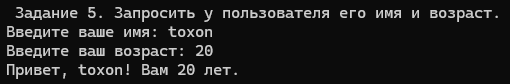 Задание 5. Запросить у пользователя его имя и возраст.
Введите ваше имя: toxon
Введите ваш возраст: 20
Привет, toxon! Вам 20 лет.